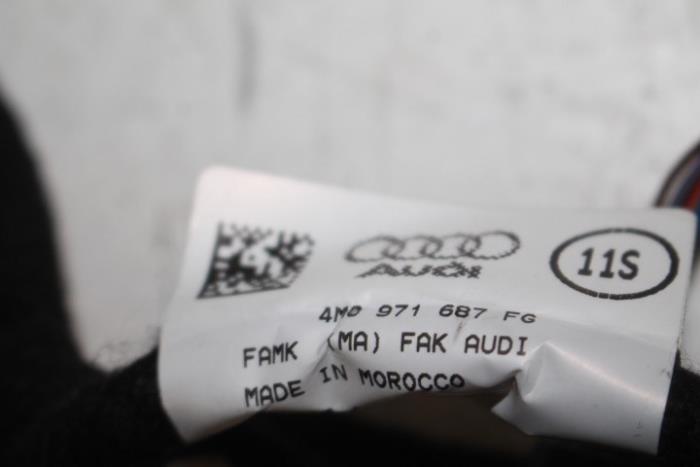 Audi
11S
4M0 971 687 FG
FAMK (MA) FAK AUDI
MADE IN MOROCCO